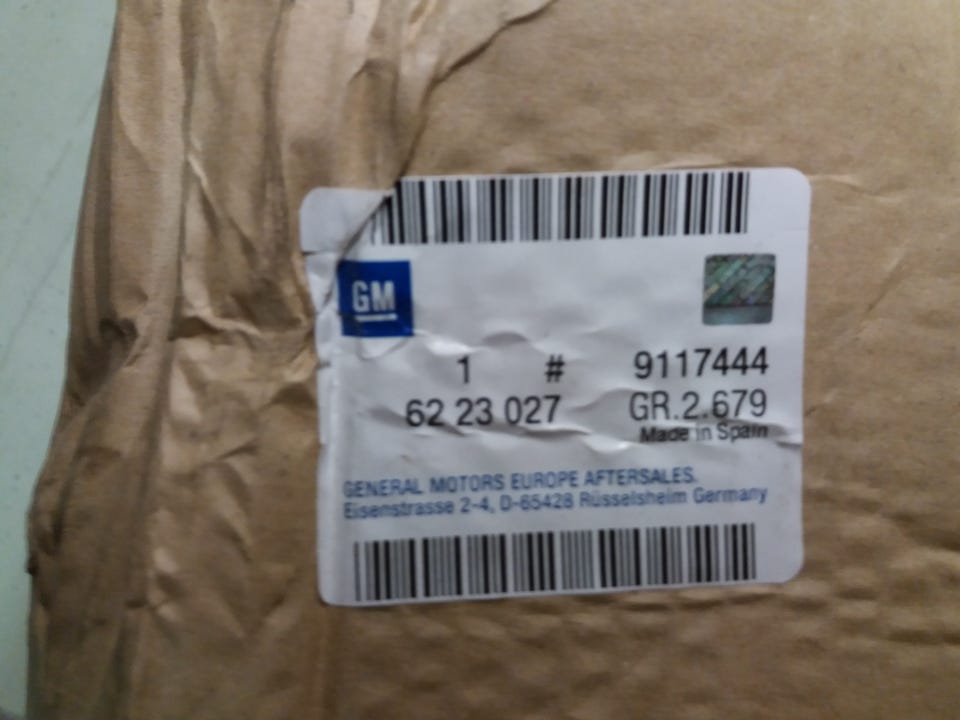 GM
1 # 9117444
62 23 027 GR.2.679
Made in Spain
GENERAL MOTORS EUROPE AFTERSALES.
Eisenstrasse 2-4, D-65428 Rüsselsheim Germany